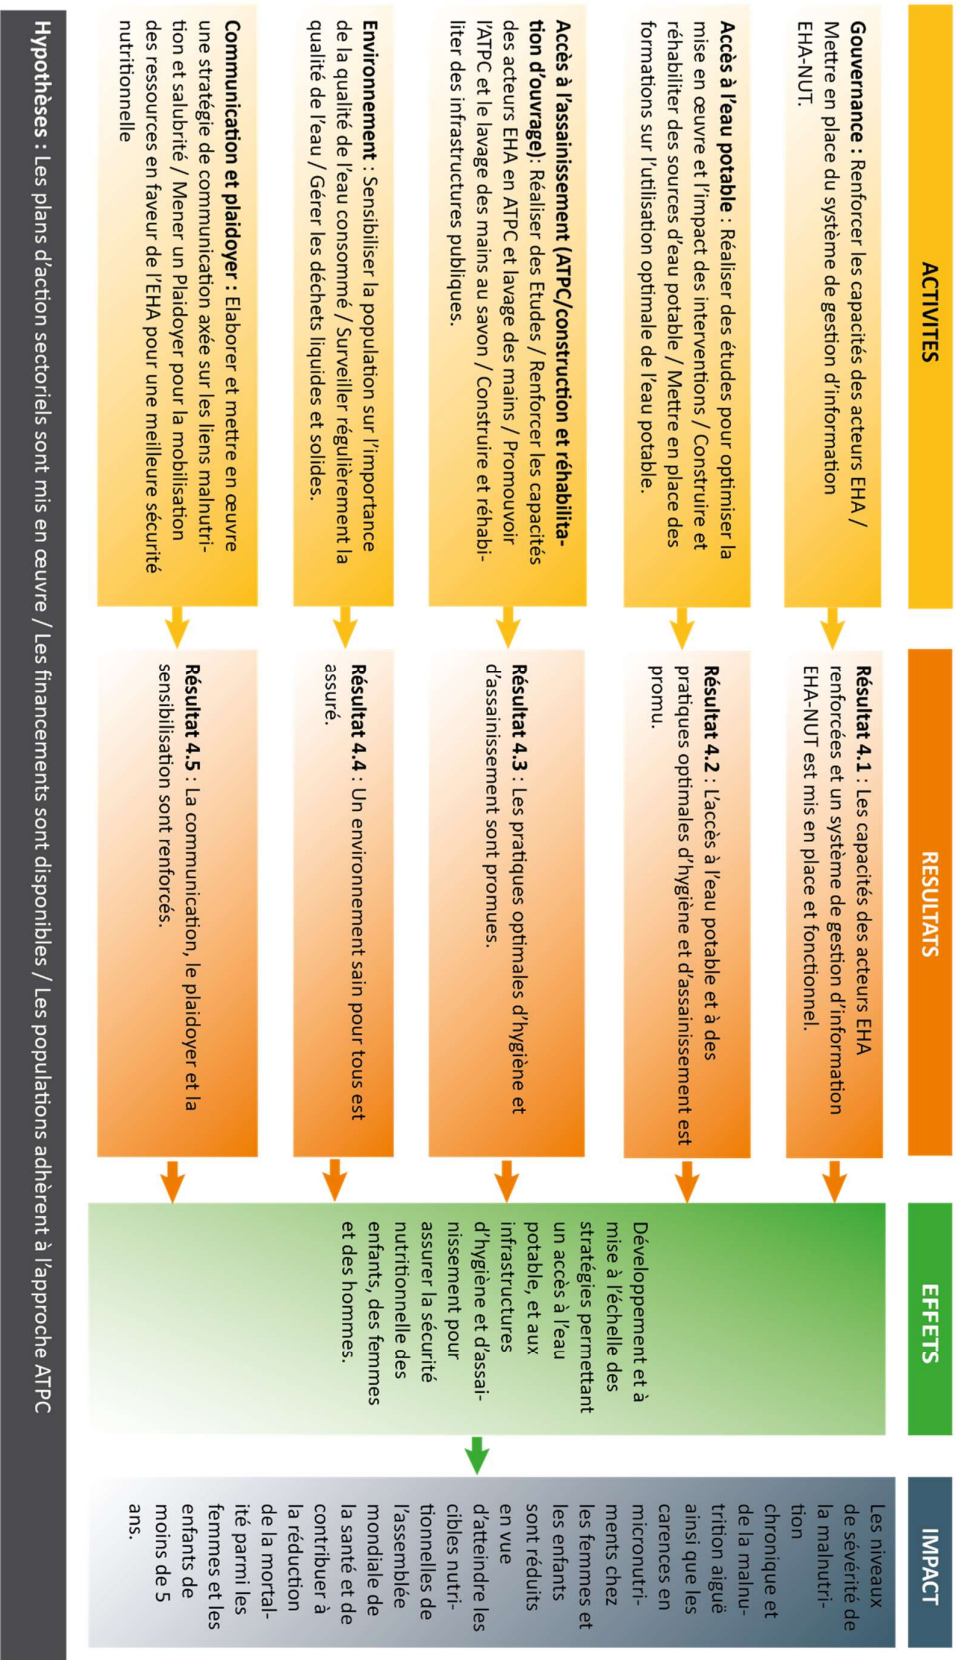 ACTIVITES
RESULTATS
EFFETS
IMPACT
Gouvernance : Renforcer les capacités des acteurs EHA /
Mettre en place du système de gestion d’information
EHA-NUT.
Résultat 4.1 : Les capacités des acteurs EHA
renforcées et un système de gestion d’information
EHA-NUT est mis en place et fonctionnel.
Accès à l’eau potable : Réaliser des études pour optimiser la
mise en œuvre et l’impact des interventions / Construire et
réhabiliter des sources d’eau potable / Mettre en place des
formations sur l’utilisation optimale de l’eau potable.
Résultat 4.2 : L’accès à l’eau potable et à des
pratiques optimales d’hygiène et d’assainissement est
promu.
Accès à l’assainissement (ATPC/construction et réhabilita-
tion d’ouvrage): Réaliser des Etudes / Renforcer les capacités
des acteurs EHA en ATPC et lavage des mains / Promouvoir
l’ATPC et le lavage des mains au savon / Construire et réhabi-
liter des infrastructures publiques.
Résultat 4.3 : Les pratiques optimales d’hygiène et
d’assainissement sont promues.
Environnement : Sensibiliser la population sur l’importance
de la qualité de l’eau consommé / Surveiller régulièrement la
qualité de l’eau / Gérer les déchets liquides et solides.
Résultat 4.4 : Un environnement sain pour tous est
assuré.
Communication et plaidoyer : Elaborer et mettre en œuvre
une stratégie de communication axée sur les liens malnutri-
tion et salubrité / Mener un Plaidoyer pour la mobilisation
des ressources en faveur de l’EHA pour une meilleure sécurité
nutritionnelle
Résultat 4.5 : La communication, le plaidoyer et la
sensibilisation sont renforcés.
Développement et à
mise à l’échelle des
stratégies permettant
un accès à l’eau
potable, et aux
infrastructures
d’hygiène et d’assai-
nissement pour
assurer la sécurité
nutritionnelle des
enfants, des femmes
et des hommes.
Les niveaux
de sévérité de
la malnutri-
tion
chronique et
de la malnu-
trition aiguë
ainsi que les
carences en
micronutri-
ments chez
les femmes et
les enfants
sont réduits
en vue
d’atteindre les
cibles nutri-
tionnelles de
l’assemblée
mondiale de
la santé et de
contribuer à
la réduction
de la mortal-
ité parmi les
femmes et les
enfants de
moins de 5
ans.
Hypothèses : Les plans d’action sectoriels sont mis en œuvre / Les financements sont disponibles / Les populations adhèrent à l’approche ATPC